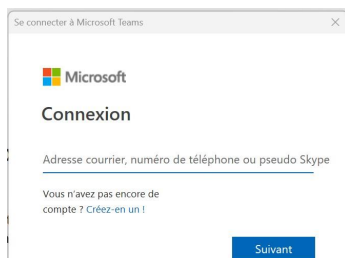 Se connecter à Microsoft Teams
Microsoft
Connexion
Adresse courrier, numéro de téléphone ou pseudo Skype
Vous n'avez pas encore de
compte ? Créez-en un !
Suivant